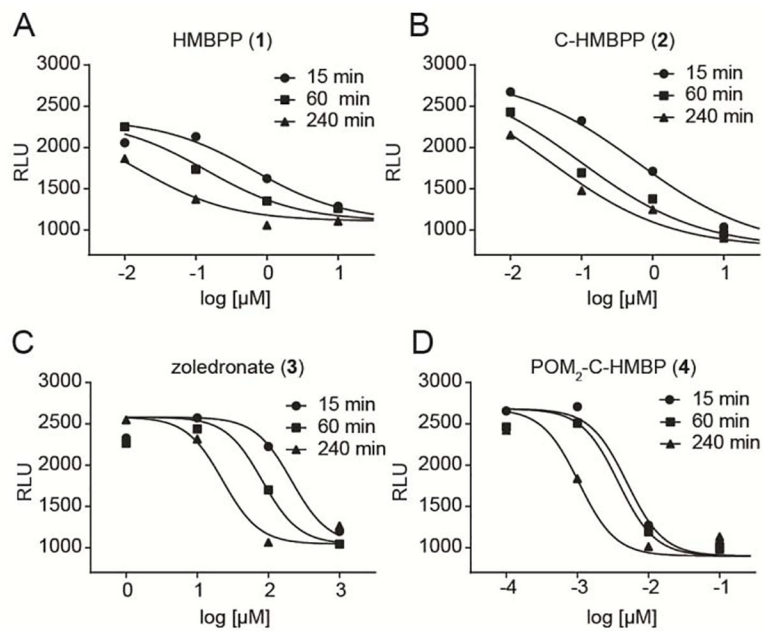 A
HMBPP (1)
3000
2500
2000
1500
1000
RLU
15 min
60 min
240 min
-2
-1
0
1
log [µM]
B
C-HMBPP (2)
3000
2500
2000
1500
1000
RLU
15 min
60 min
240 min
-2
-1
0
1
log [µM]
C
zoledronate (3)
3000
2500
2000
1500
1000
RLU
15 min
60 min
240 min
0
1
2
3
log [µM]
D
POM2-C-HMBP (4)
3000
2500
2000
1500
1000
RLU
15 min
60 min
240 min
-4
-3
-2
-1
log [µM]